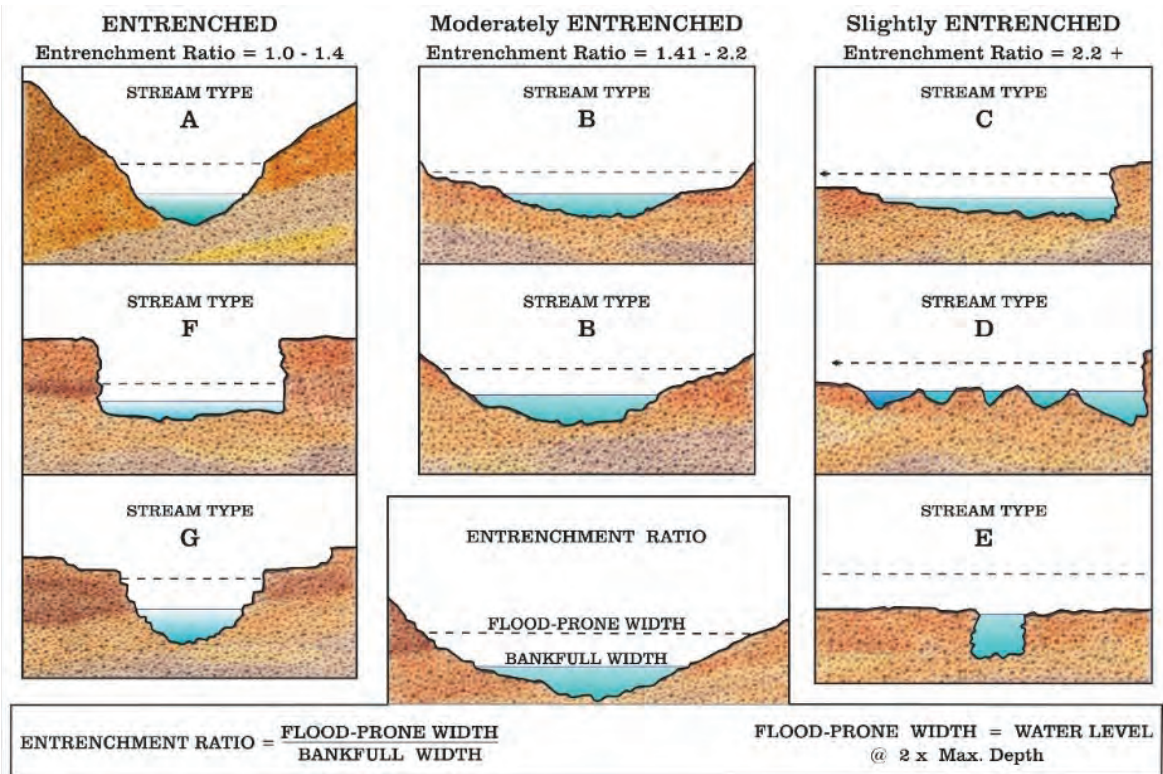 ENTRENCHED
Entrenchment Ratio = 1.0 - 1.4
Moderately ENTRENCHED
Entrenchment Ratio = 1.41 - 2.2
Slightly ENTRENCHED
Entrenchment Ratio = 2.2 +
STREAM TYPE
A
STREAM TYPE
B
STREAM TYPE
C
STREAM TYPE
F
STREAM TYPE
B
STREAM TYPE
D
STREAM TYPE
G
ENTRENCHMENT RATIO
FLOOD-PRONE WIDTH
BANKFULL WIDTH
STREAM TYPE
E
ENTRENCHMENT RATIO = FLOOD-PRONE WIDTH
BANKFULL WIDTH
FLOOD-PRONE WIDTH = WATER LEVEL
@ 2 x Max. Depth